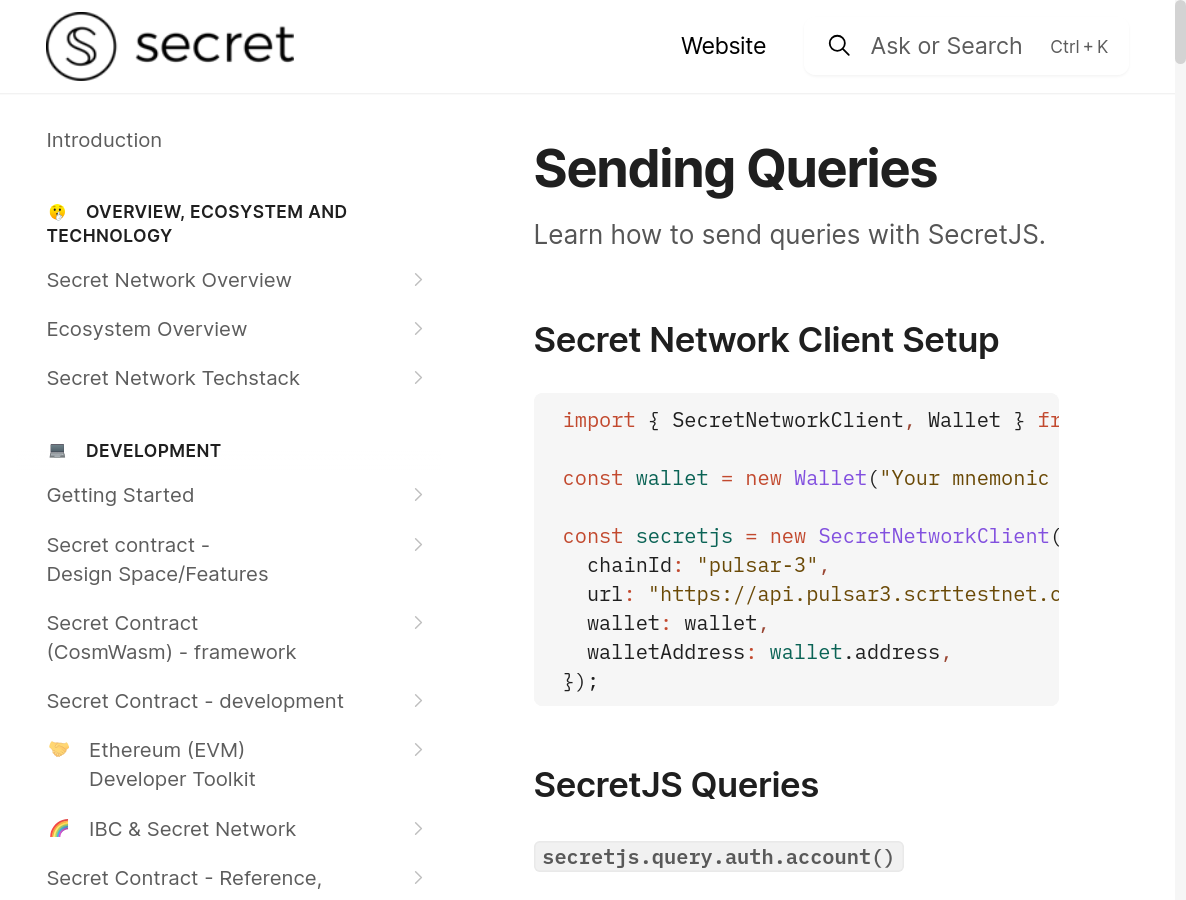 secret
Website
Ask or Search
Ctrl + K
Introduction
OVERVIEW, ECOSYSTEM AND
TECHNOLOGY
Secret Network Overview
Ecosystem Overview
Secret Network Techstack
DEVELOPMENT
Getting Started
Secret contract -
Design Space/Features
Secret Contract
(CosmWasm) - framework
Secret Contract - development
Ethereum (EVM)
Developer Toolkit
IBC & Secret Network
Secret Contract - Reference,
Sending Queries
Learn how to send queries with SecretJS.
Secret Network Client Setup
import { SecretNetworkClient, Wallet } fr
const wallet = new Wallet("Your mnemonic
const secretjs = new SecretNetworkClient(
chainId: "pulsar-3",
url: "https://api.pulsar3.scrttestnet.c
wallet: wallet,
walletAddress: wallet.address,
});
SecretJS Queries
secretjs.query.auth.account()